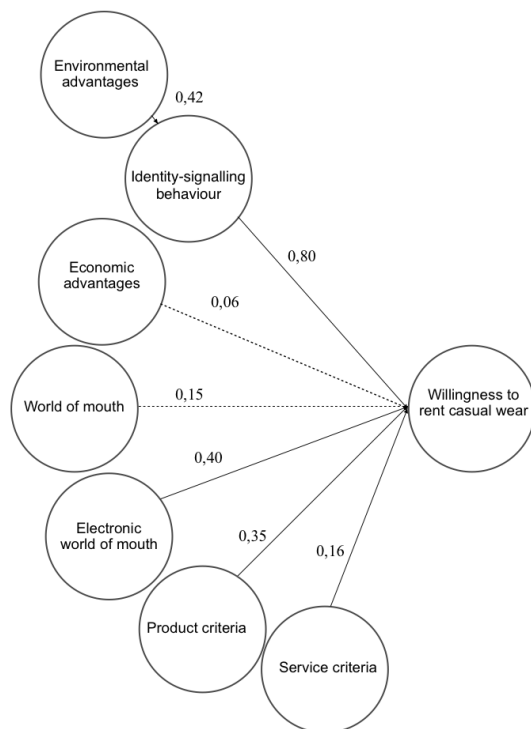 Environmental
advantages
0,42
Identity-signalling
behaviour
0,80
Economic
advantages
0,06
World of mouth
0,15
Willingness to
rent casual wear
0,40
Electronic
world of mouth
0,35
Product criteria
0,16
Service criteria